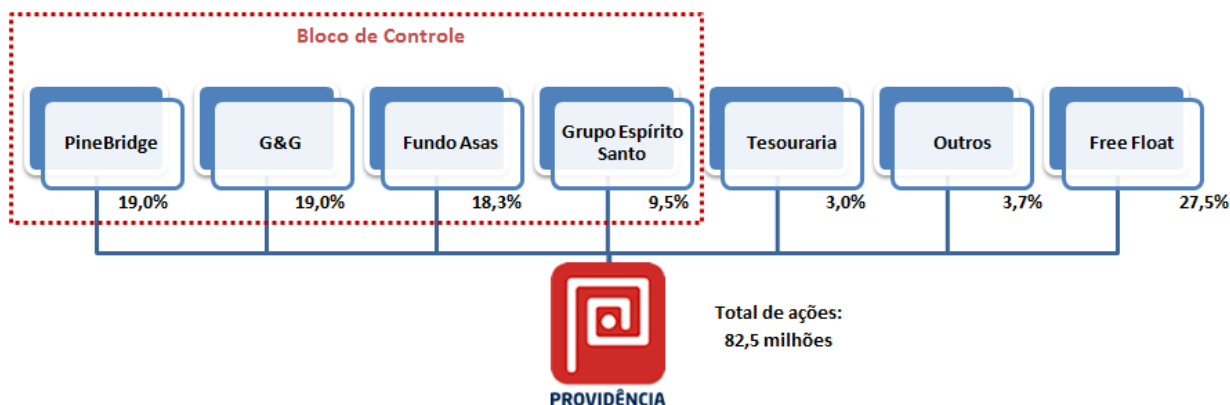 Bloco de Controle
PineBridge
G&G
Fundo Asas
Grupo Espírito
Santo
Tesouraria
Outros
Free Float
19,0%
19,0%
18,3%
9,5%
3,0%
3,7%
27,5%
Total de ações:
82,5 milhões
PROVIDÊNCIA